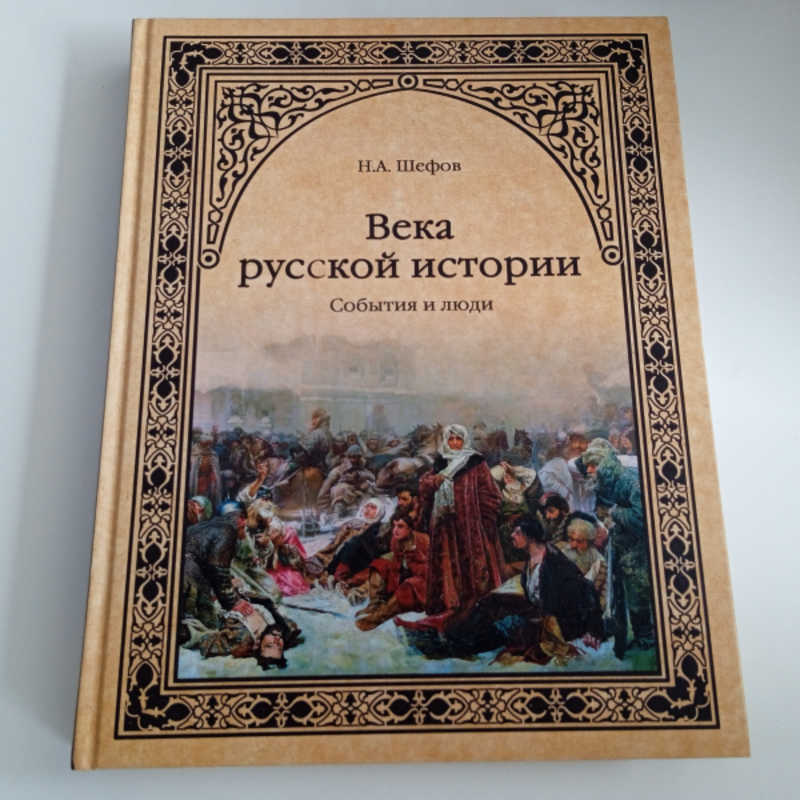 Н.А. Шефов
Века
русской истории
События и люди